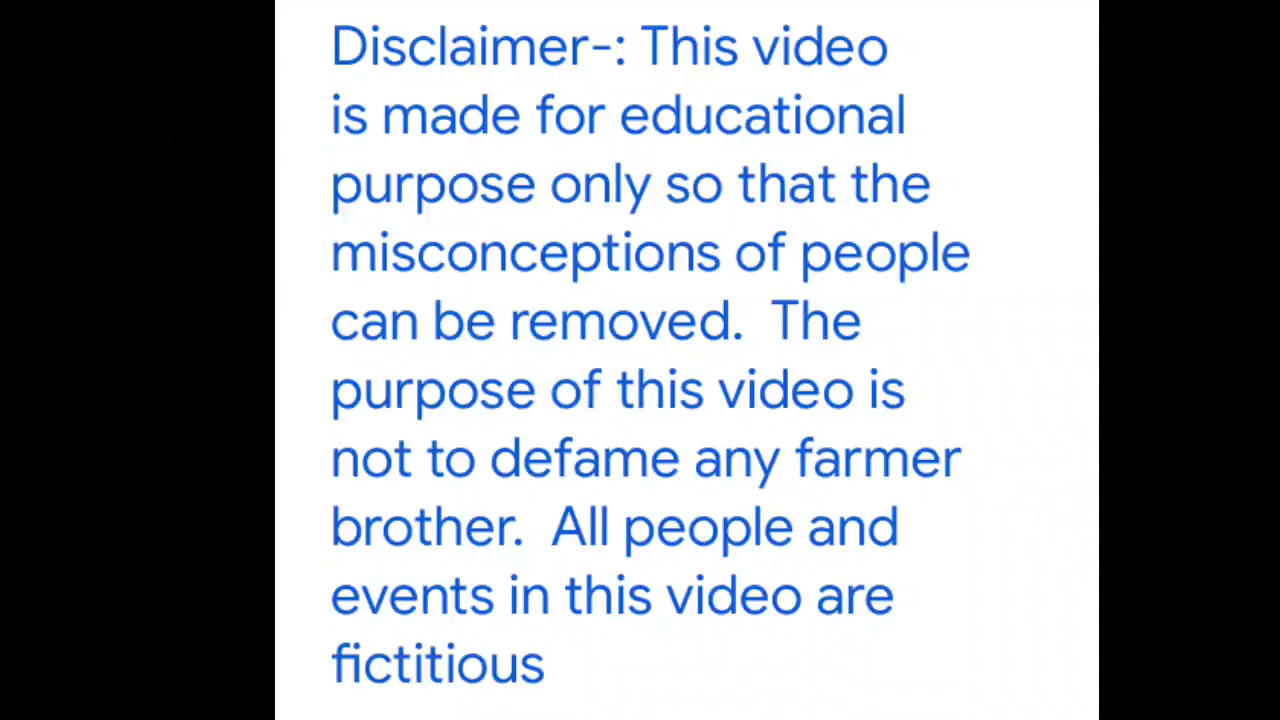 Disclaimer-: This video
is made for educational
purpose only so that the
misconceptions of people
can be removed.  The
purpose of this video is
not to defame any farmer
brother.  All people and
events in this video are
fictitious